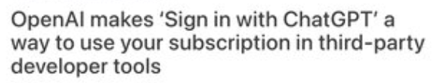 OpenAI makes ‘Sign in with ChatGPT’ a
way to use your subscription in third-party
developer tools